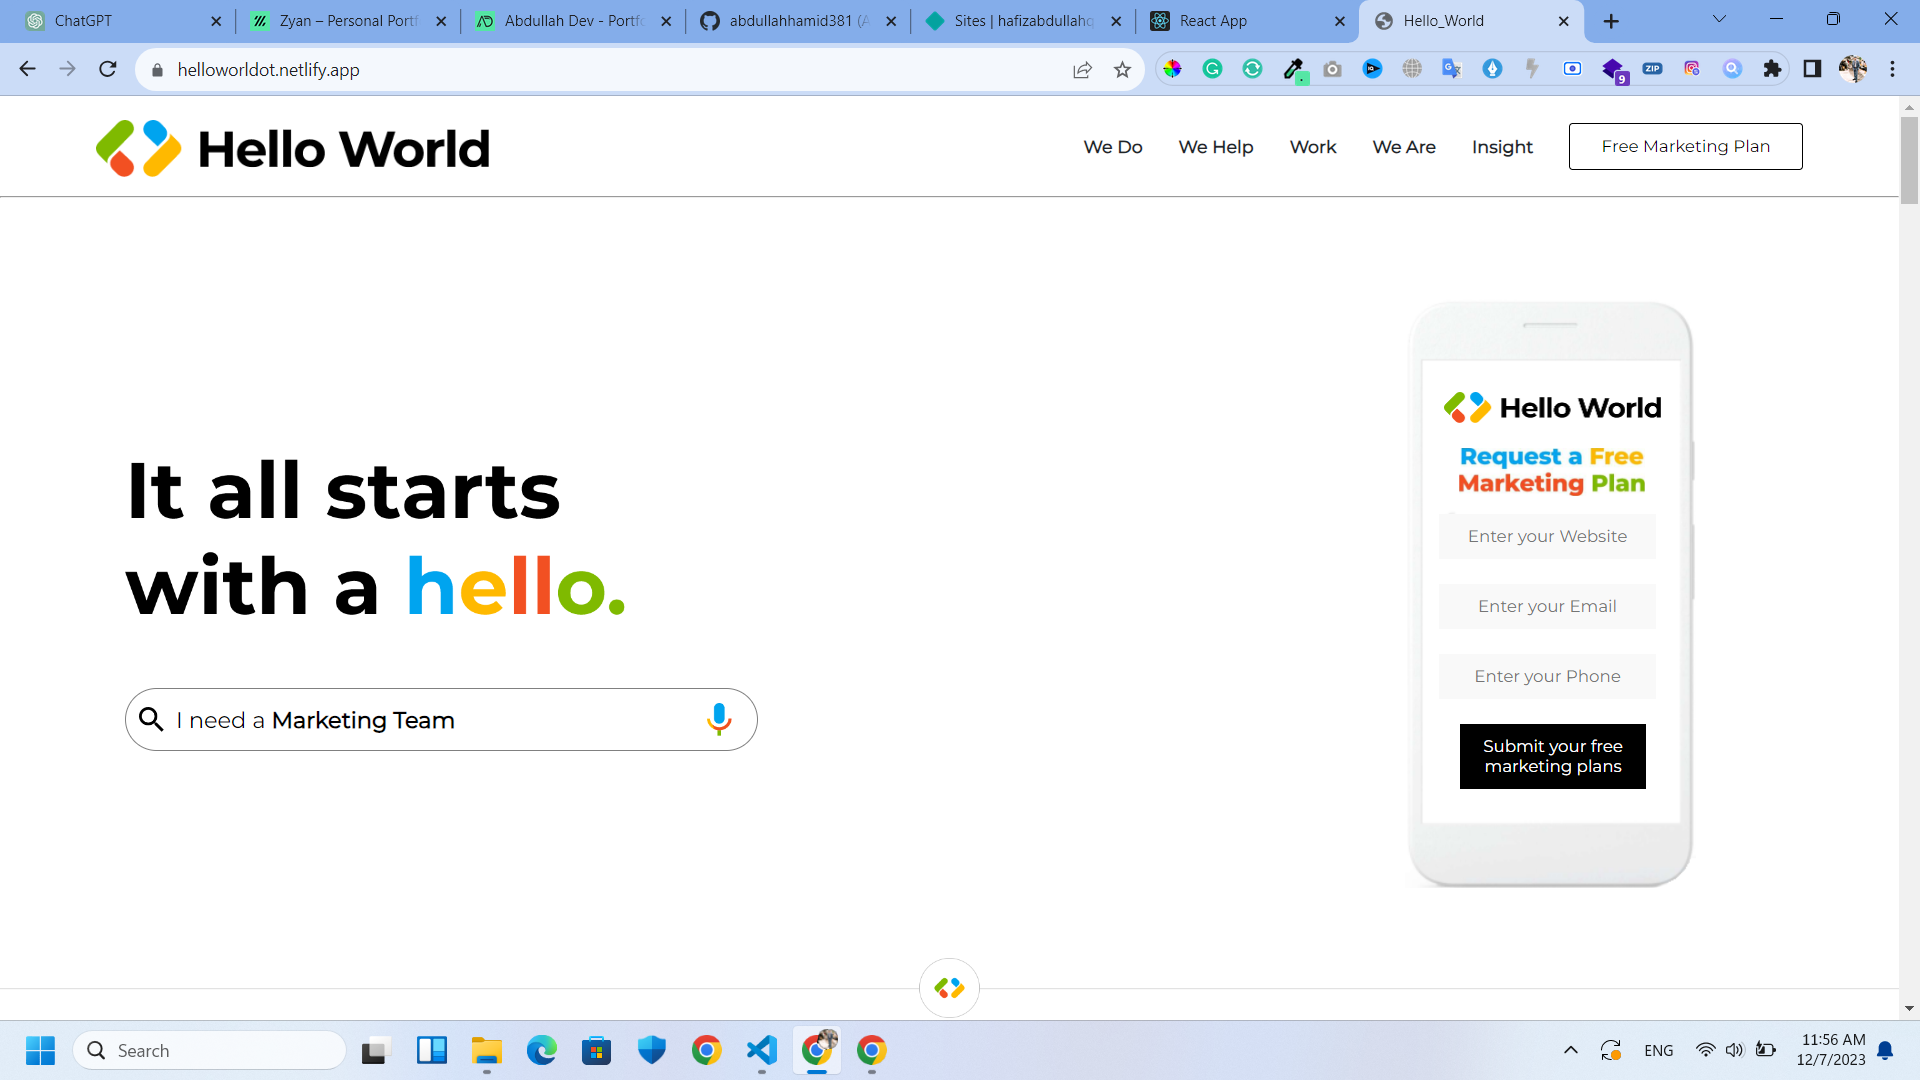 ChatGPT
Zyan – Personal Portf
Abdullah Dev - Portfo
abdullahhamid381 (A
Sites | hafizabdullahq
React App
Hello_World
helloworldot.netlify.app
9
ZIP
Hello World
We Do
We Help
Work
We Are
Insight
Free Marketing Plan
It all starts
with a hello.
I need a Marketing Team
Hello World
Request a Free
Marketing Plan
Enter your Website
Enter your Email
Enter your Phone
Submit your free
marketing plans
Search
ENG
11:56 AM
12/7/2023